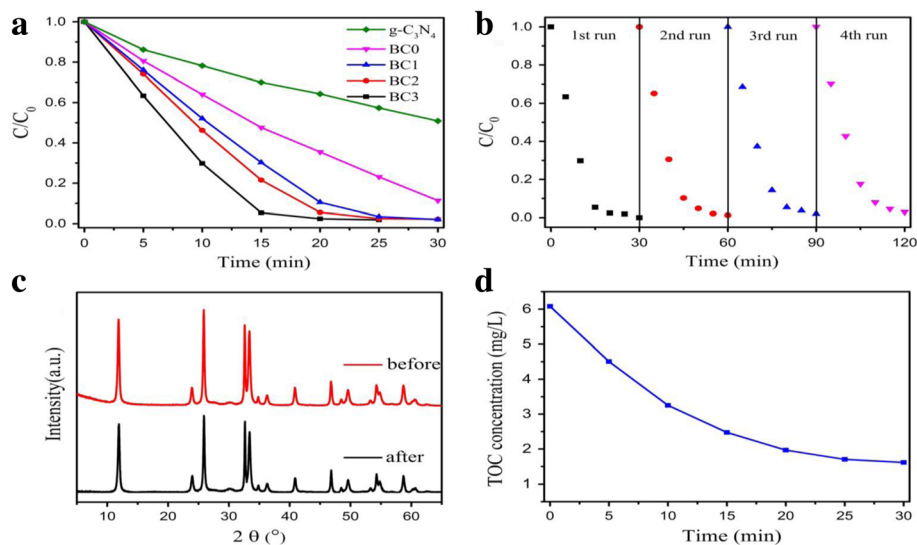 a
1.0
0.8
0.6
0.4
0.2
0.0
C/C₀
g-C₃N₄
BC0
BC1
BC2
BC3
0 5 10 15 20 25 30
Time (min)
b
1.0
0.8
0.6
0.4
0.2
0.0
C/C₀
1st run 2nd run 3rd run 4th run
0 30 60 90 120
Time (min)
c
Intensity(a.u.)
before
after
10 20 30 40 50 60
2 θ (°)
d
6
5
4
3
2
1
TOC concentration (mg/L)
0 5 10 15 20 25 30
Time (min)